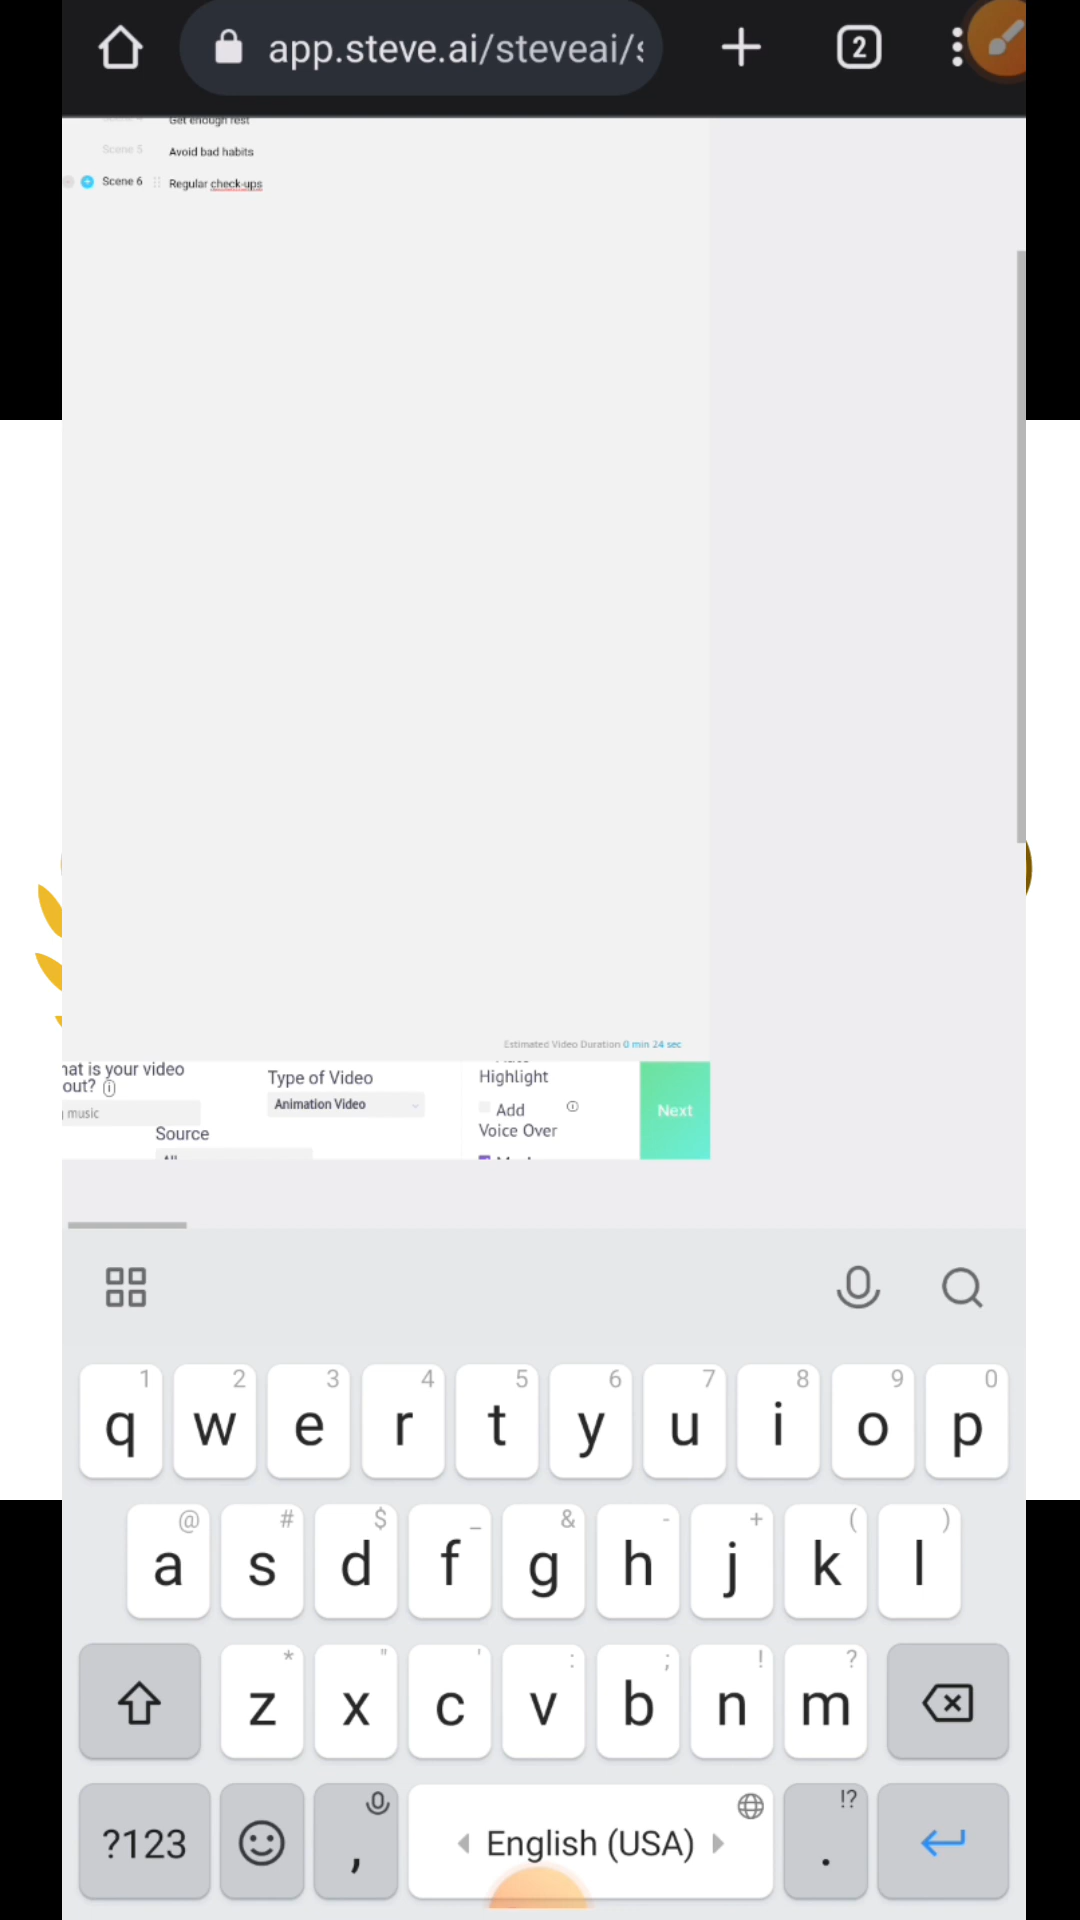 app.steve.ai/steveai/
2
Get enough rest
Scene 5 Avoid bad habits
Scene 6 Regular check-ups
Estimated Video Duration 0 min 24 sec
hat is your video
out?
music
Type of Video
Animation Video
Source
Highlight
Add
Voice Over
Next
1 2 3 4 5 6 7 8 9 0
q w e r t y u i o p
@ # $ _ & - + ( )
a s d f g h j k l
* " ' : ; ! ?
z x c v b n m
?123 , English (USA) . !?